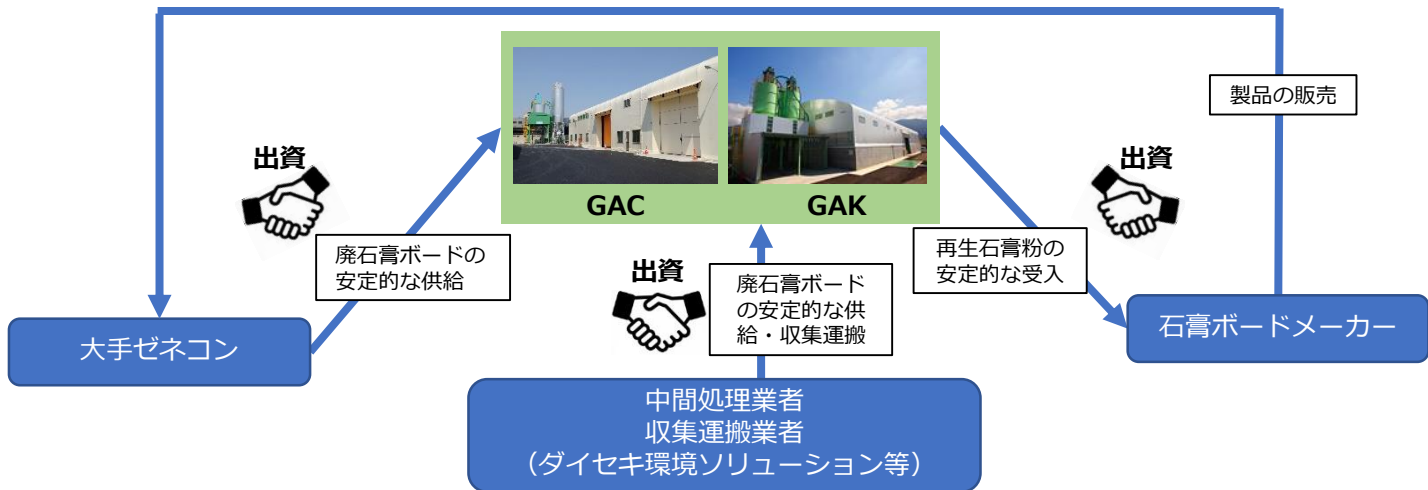 製品の販売
出資
出資
GAC
GAK
廃石膏ボードの
安定的な供給
再生石膏粉の
安定的な受入
出資
廃石膏ボード
の安定的な供
給・収集運搬
大手ゼネコン
石膏ボードメーカー
中間処理業者
収集運搬業者
（ダイセキ環境ソリューション等）